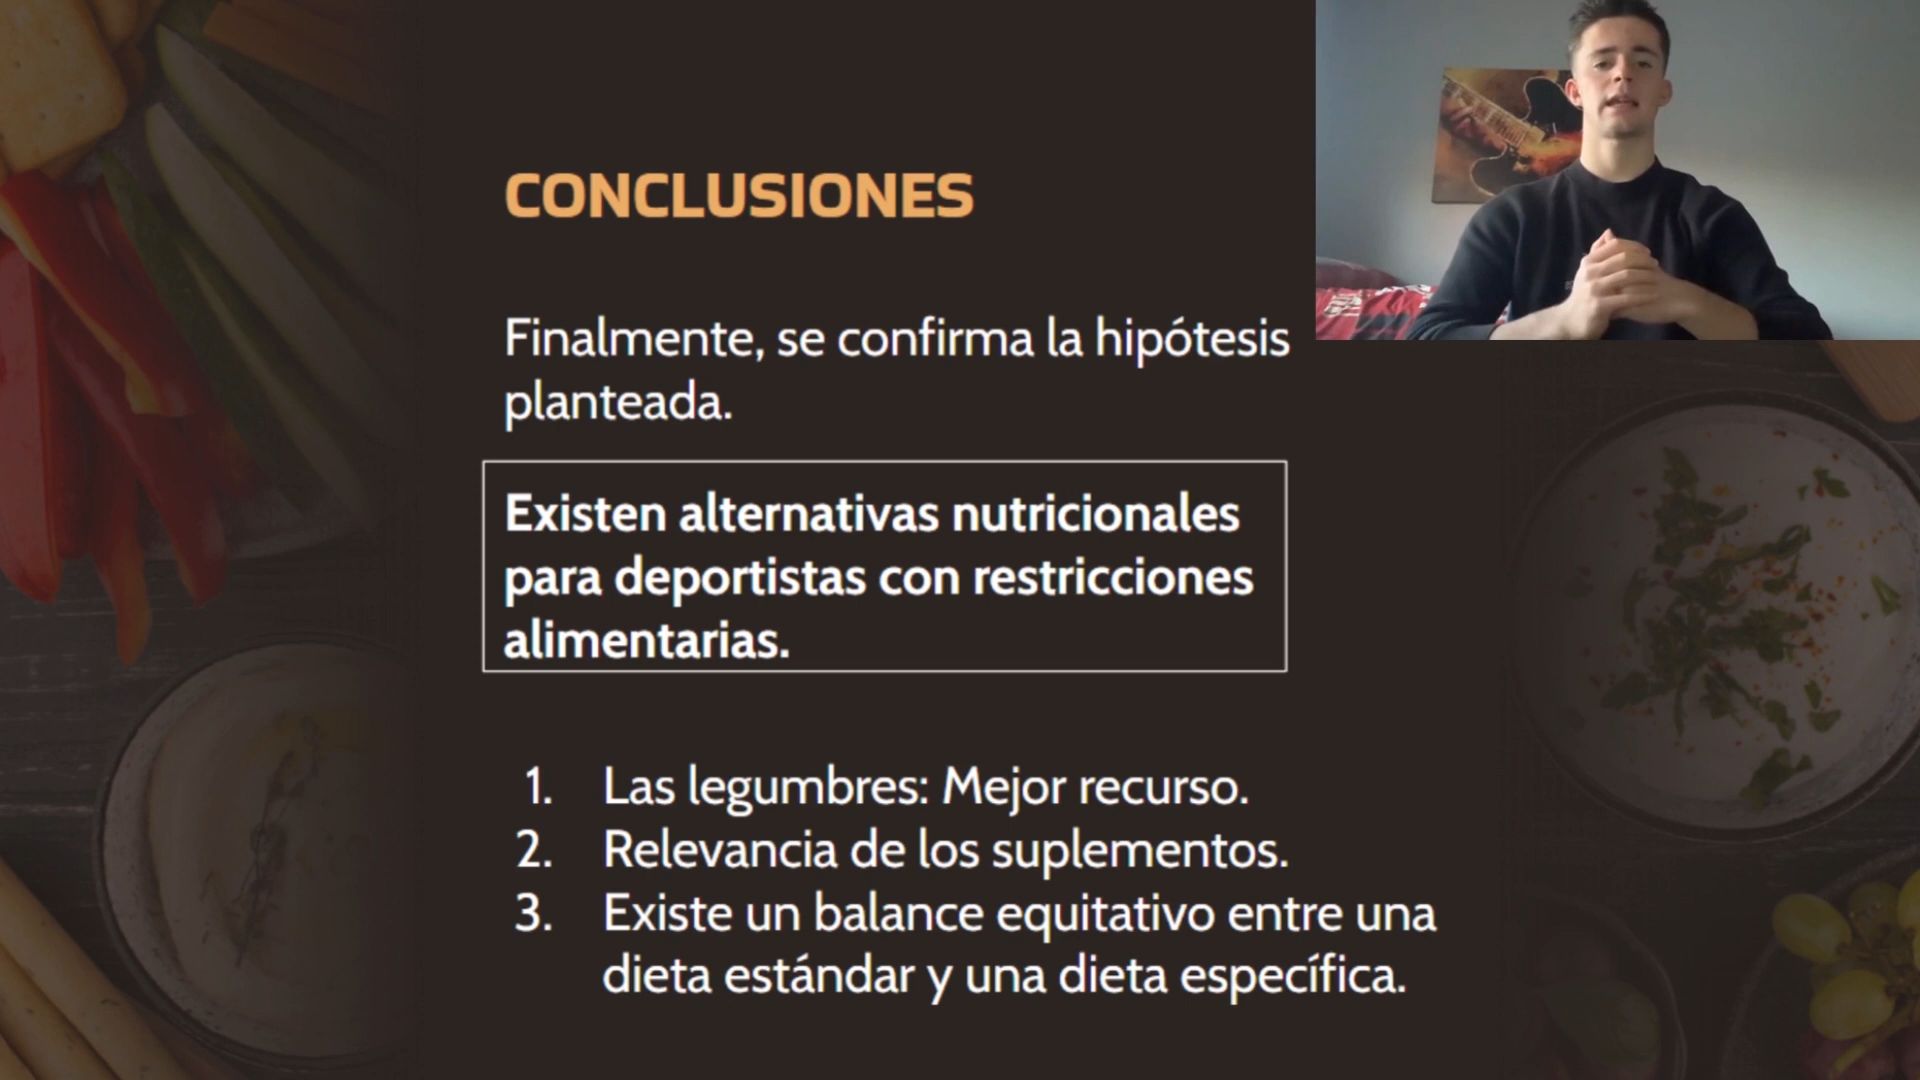 CONCLUSIONES
Finalmente, se confirma la hipótesis
planteada.
Existen alternativas nutricionales
para deportistas con restricciones
alimentarias.
1. Las legumbres: Mejor recurso.
2. Relevancia de los suplementos.
3. Existe un balance equitativo entre una
dieta estándar y una dieta específica.